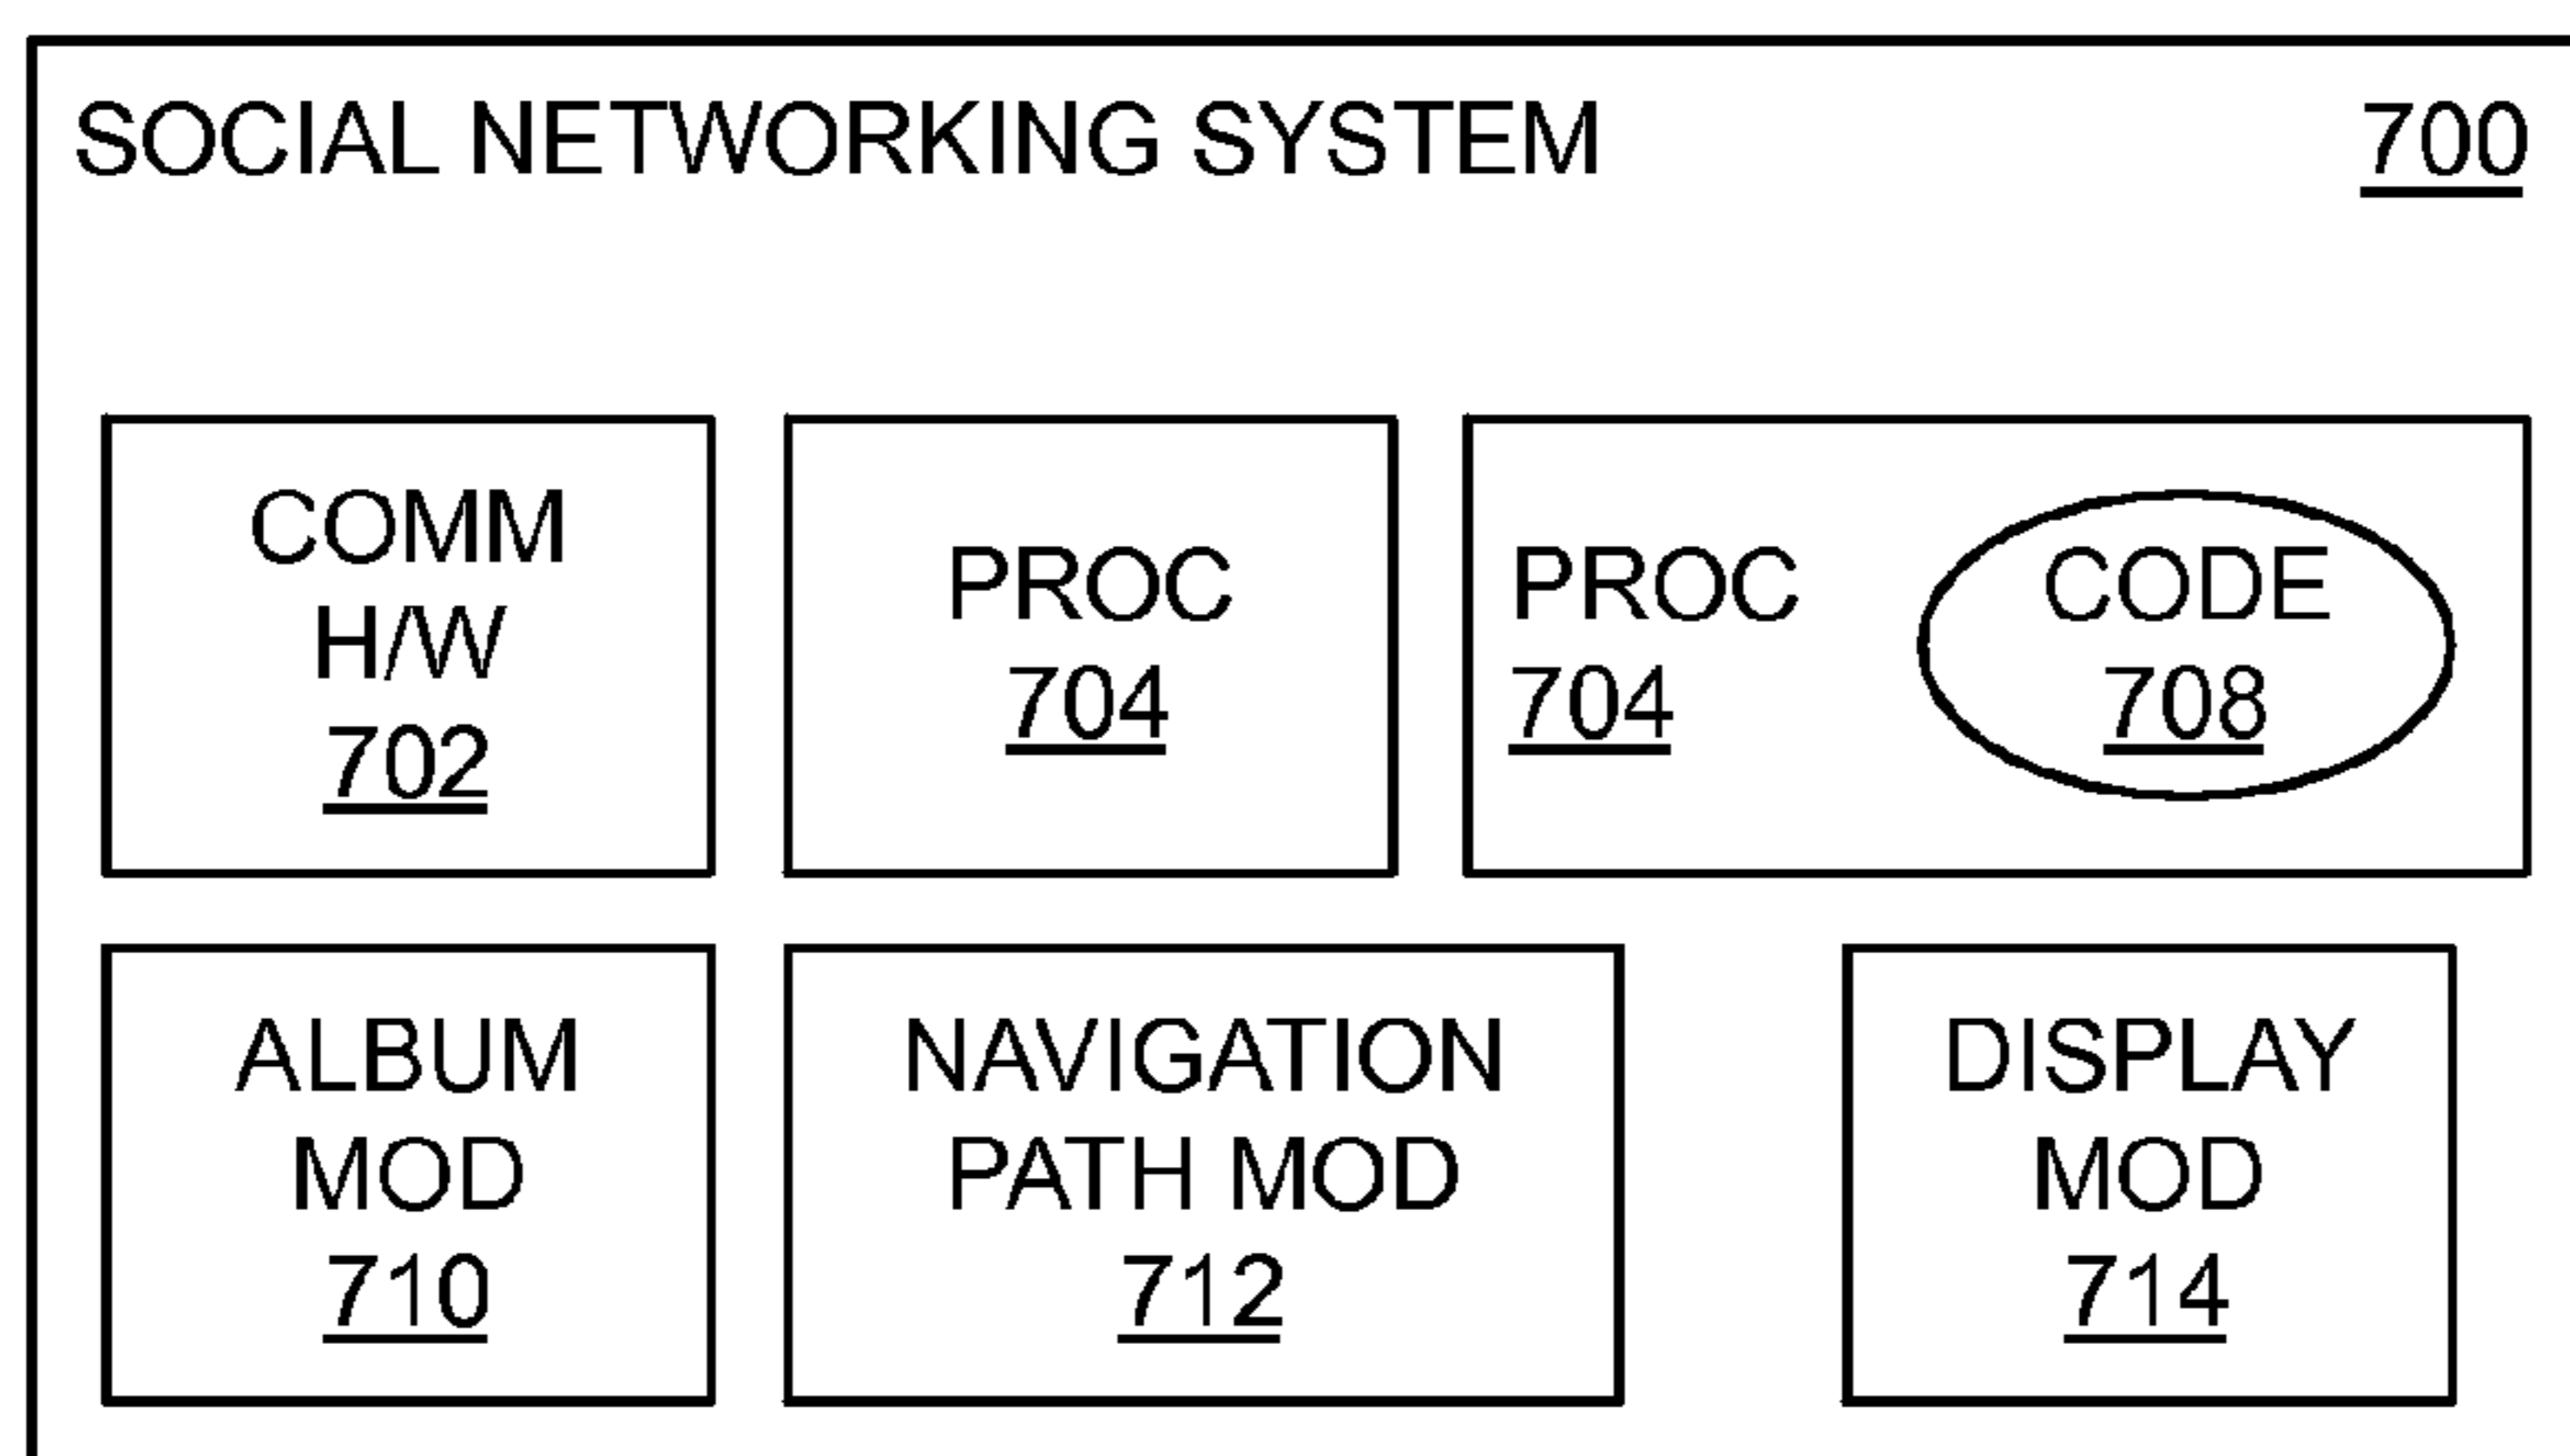 SOCIAL NETWORKING SYSTEM 700
COMM
H/W
702
PROC
704
PROC
704
CODE
708
ALBUM
MOD
710
NAVIGATION
PATH MOD
712
DISPLAY
MOD
714